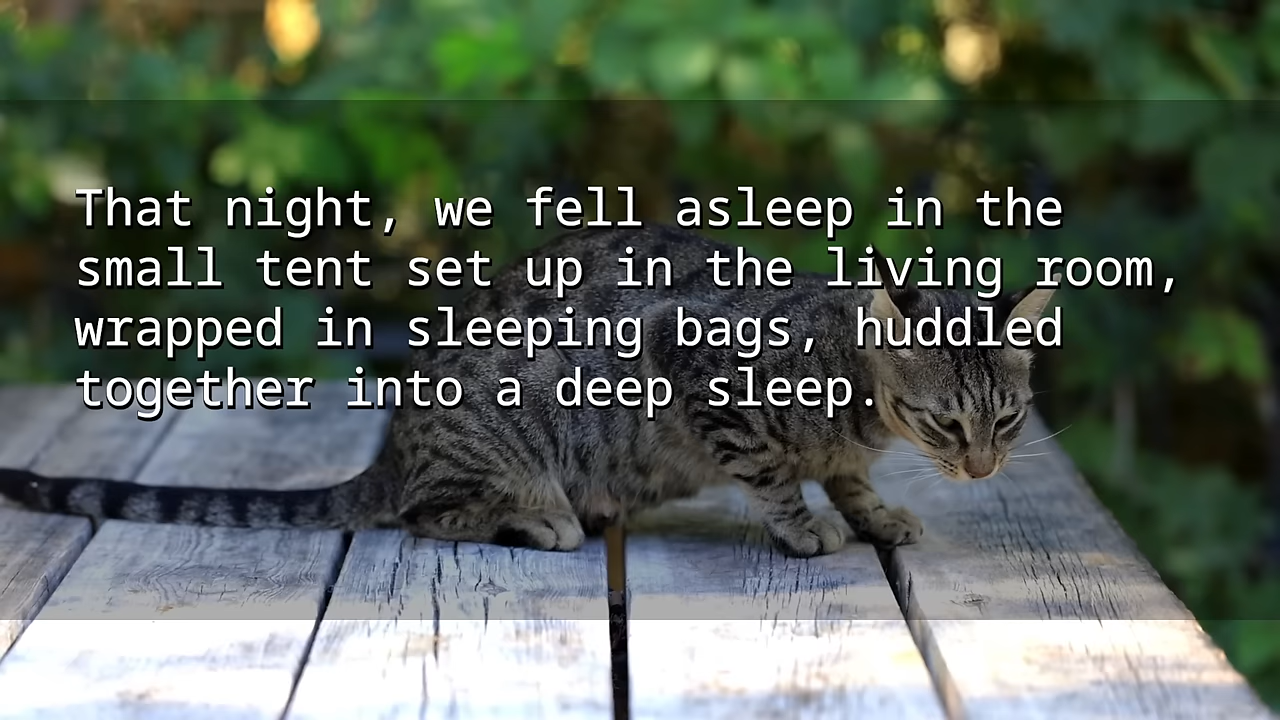 That night, we fell asleep in the
small tent set up in the living room,
wrapped in sleeping bags, huddled
together into a deep sleep.